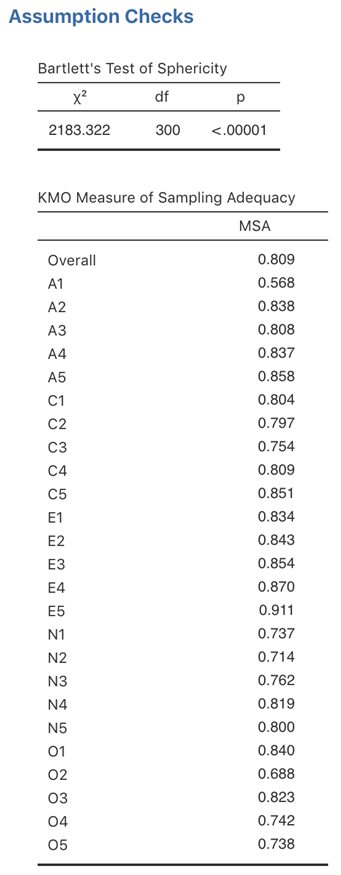 Assumption Checks
Bartlett's Test of Sphericity
χ² df p
2183.322 300 <.00001
KMO Measure of Sampling Adequacy
MSA
Overall 0.809
A1 0.568
A2 0.838
A3 0.808
A4 0.837
A5 0.858
C1 0.804
C2 0.797
C3 0.754
C4 0.809
C5 0.851
E1 0.834
E2 0.843
E3 0.854
E4 0.870
E5 0.911
N1 0.737
N2 0.714
N3 0.762
N4 0.819
N5 0.800
O1 0.840
O2 0.688
O3 0.823
O4 0.742
O5 0.738